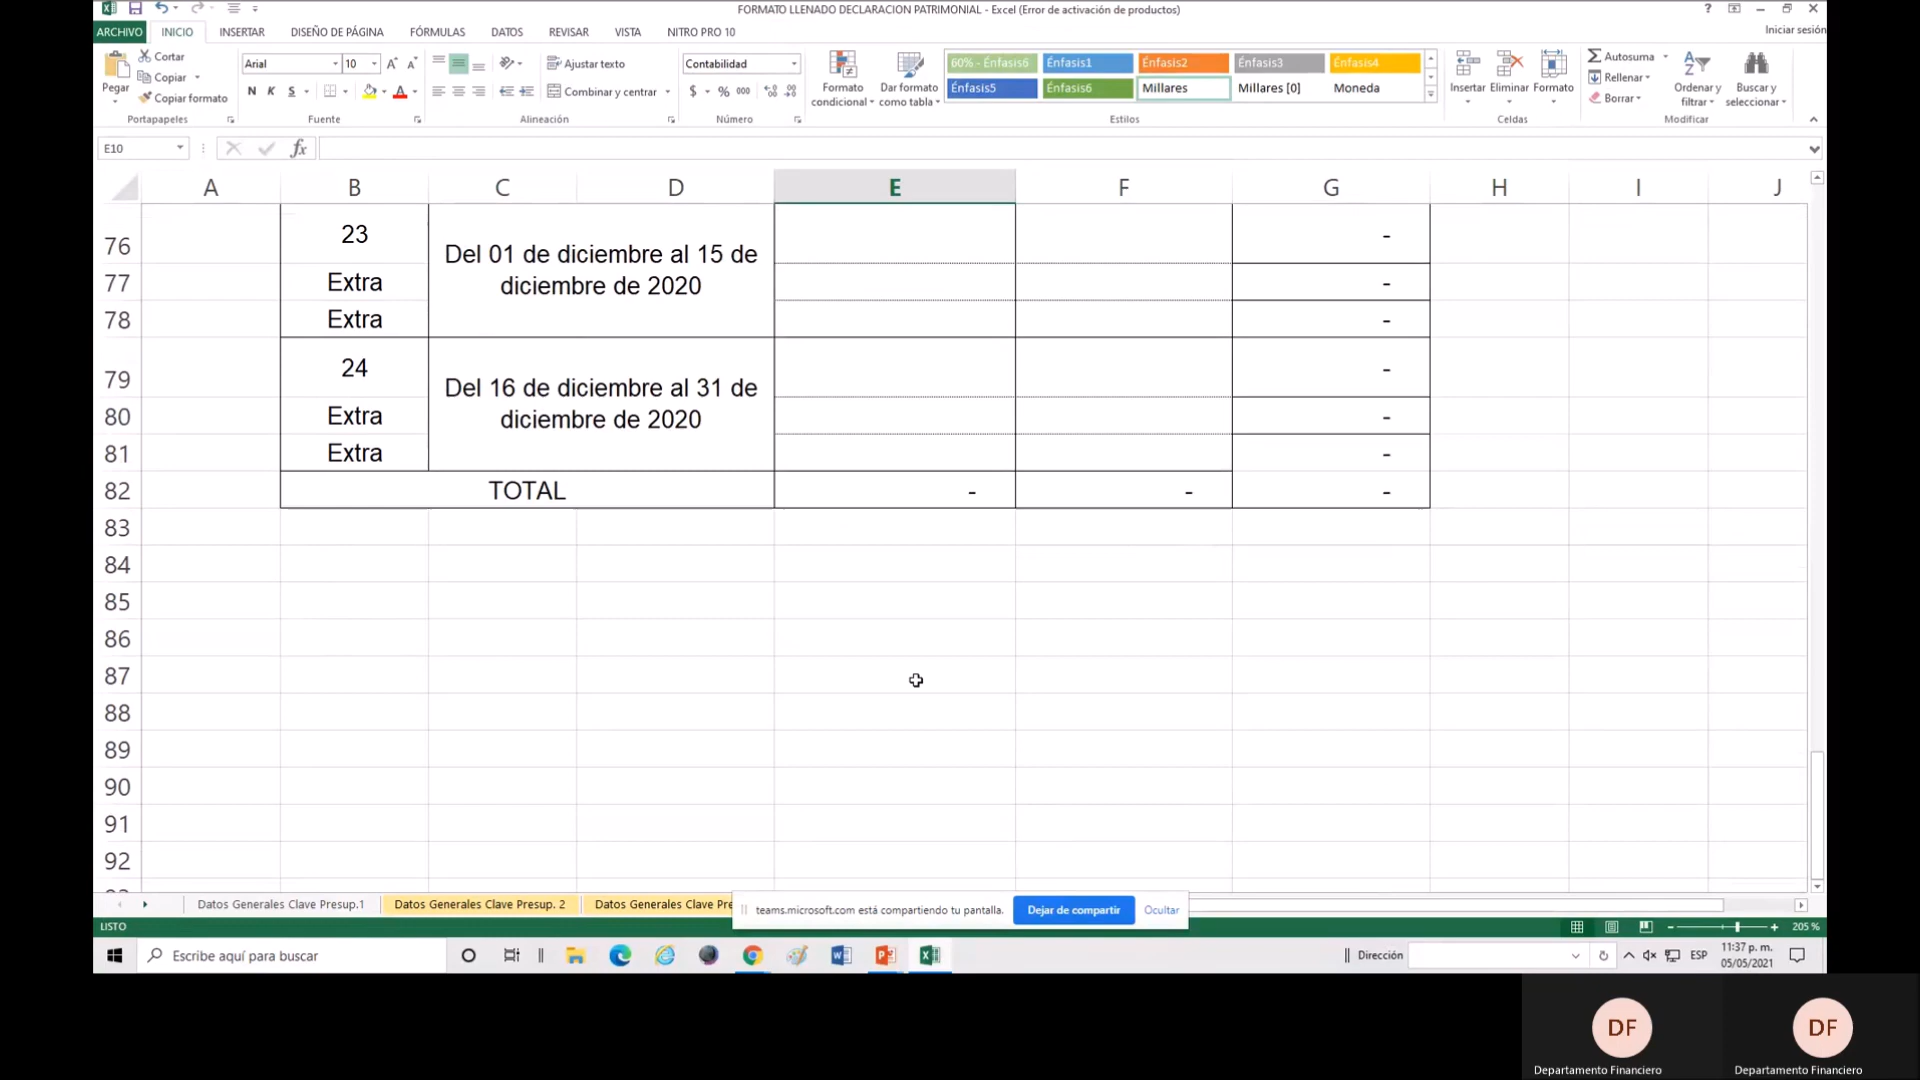 FORMATO LLENADO DECLARACION PATRIMONIAL - Excel (Error de activación de productos)
ARCHIVO INICIO INSERTAR DISEÑO DE PÁGINA FÓRMULAS DATOS REVISAR VISTA NITRO PRO 10 Iniciar sesión
Pegar
Cortar
Copiar
Copiar formato
Portapapeles
Arial 10
N K S
Fuente
Ajustar texto
Combinar y centrar
Alineación
Contabilidad
$ % 000
Número
Formato condicional
Dar formato como tabla
60% - Énfasis6 Énfasis1 Énfasis2 Énfasis3 Énfasis4
Énfasis5 Énfasis6 Millares Millares [0] Moneda
Estilos
Insertar Eliminar Formato
Celdas
Autosuma
Rellenar
Borrar
Ordenar y filtrar
Buscar y seleccionar
Modificar
E10 fx
A B C D E F G H I J
76 23 Del 01 de diciembre al 15 de diciembre de 2020 -
77 Extra -
78 Extra -
79 24 Del 16 de diciembre al 31 de diciembre de 2020 -
80 Extra -
81 Extra -
82 TOTAL - - -
83
84
85
86
87
88
89
90
91
92
Datos Generales Clave Presup.1 Datos Generales Clave Presup. 2 Datos Generales Clave Pre
teams.microsoft.com está compartiendo tu pantalla. Dejar de compartir Ocultar
LISTO 205 %
Escribe aquí para buscar
Dirección
ESP
11:37 p. m.
05/05/2021
DF DF
Departamento Financiero Departamento Financiero